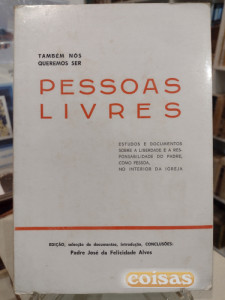 TAMBÉM NÓS
QUEREMOS SER
PESSOAS
LIVRES
ESTUDOS E DOCUMENTOS
SOBRE A LIBERDADE E A RES-
PONSABILIDADE DO PADRE,
COMO PESSOA,
NO INTERIOR DA IGREJA
EDIÇÃO, selecção de documentos, introdução, CONCLUSÕES:
Padre José da Felicidade Alves
coisas